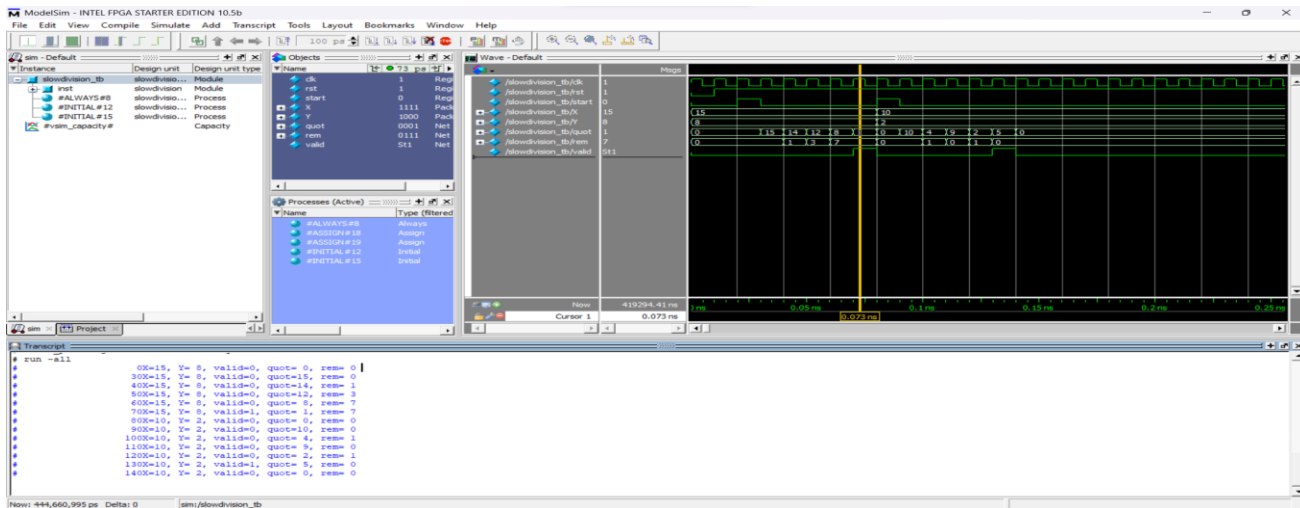 ModelSim - INTEL FPGA STARTER EDITION 10.5b
File Edit View Compile Simulate Add Transcript Tools Layout Bookmarks Window Help
100 ps
sim - Default
Instance Design unit Design unit type
slowdivision_tb slowdivisio... Module
inst slowdivision Module
#ALWAYS#8 slowdivisio... Process
#INITIAL#12 slowdivisio... Process
#INITIAL#15 slowdivisio... Process
#vsim_capacity# Capacity
sim Project
Objects
Name 73 ps
clk 1 Regi
rst 1 Regi
start 0 Regi
X 1111 Pack
Y 1000 Pack
quot 0001 Net
rem 0111 Net
valid St1 Net
Processes (Active)
Name Type (filtered
#ALWAYS#8 Always
#ASSIGN#18 Assign
#ASSIGN#19 Assign
#INITIAL#12 Initial
#INITIAL#15 Initial
Wave - Default
Msgs
/slowdivision_tb/clk 1
/slowdivision_tb/rst 1
/slowdivision_tb/start 0
/slowdivision_tb/X 15 15 10
/slowdivision_tb/Y 8 8 2
/slowdivision_tb/quot 1 0 15 14 12 8 0 10 4 9 2 5 0
/slowdivision_tb/rem 7 0 1 3 7 0 1 0 1 0
/slowdivision_tb/valid St1
Now 419294.41 ns 0.05 ns 0.1 ns 0.15 ns 0.2 ns 0.25 ns
Cursor 1 0.073 ns 0.073 ns
Transcript
# run -all
# 0X=15, Y= 8, valid=0, quot= 0, rem= 0
# 30X=15, Y= 8, valid=0, quot=15, rem= 0
# 40X=15, Y= 8, valid=0, quot=14, rem= 1
# 50X=15, Y= 8, valid=0, quot=12, rem= 3
# 60X=15, Y= 8, valid=0, quot= 8, rem= 7
# 70X=15, Y= 8, valid=1, quot= 1, rem= 7
# 80X=10, Y= 2, valid=0, quot= 0, rem= 0
# 90X=10, Y= 2, valid=0, quot=10, rem= 0
# 100X=10, Y= 2, valid=0, quot= 4, rem= 1
# 110X=10, Y= 2, valid=0, quot= 9, rem= 0
# 120X=10, Y= 2, valid=0, quot= 2, rem= 1
# 130X=10, Y= 2, valid=1, quot= 5, rem= 0
# 140X=10, Y= 2, valid=0, quot= 0, rem= 0
Now: 444,660,995 ps Delta: 0 sim:/slowdivision_tb